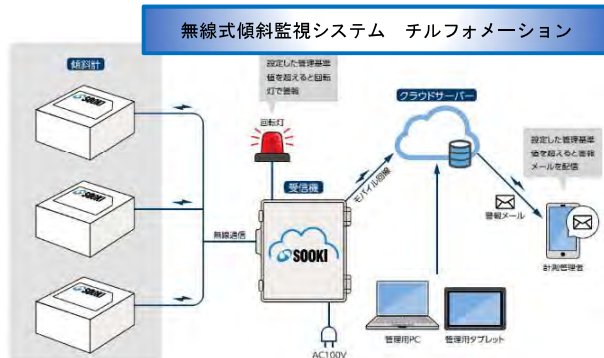 無線式傾斜監視システム チルフォメーション
傾斜計
設定した管理基準
値を超えると回転
灯で警報
回転灯
クラウドサーバー
設定した管理基準
値を超えると警報
メールを配信
SOOKI
受信機
モバイル回線
警報メール
SOOKI
無線通信
SOOKI
計測管理者
SOOKI
管理用PC
管理用タブレット
AC100V